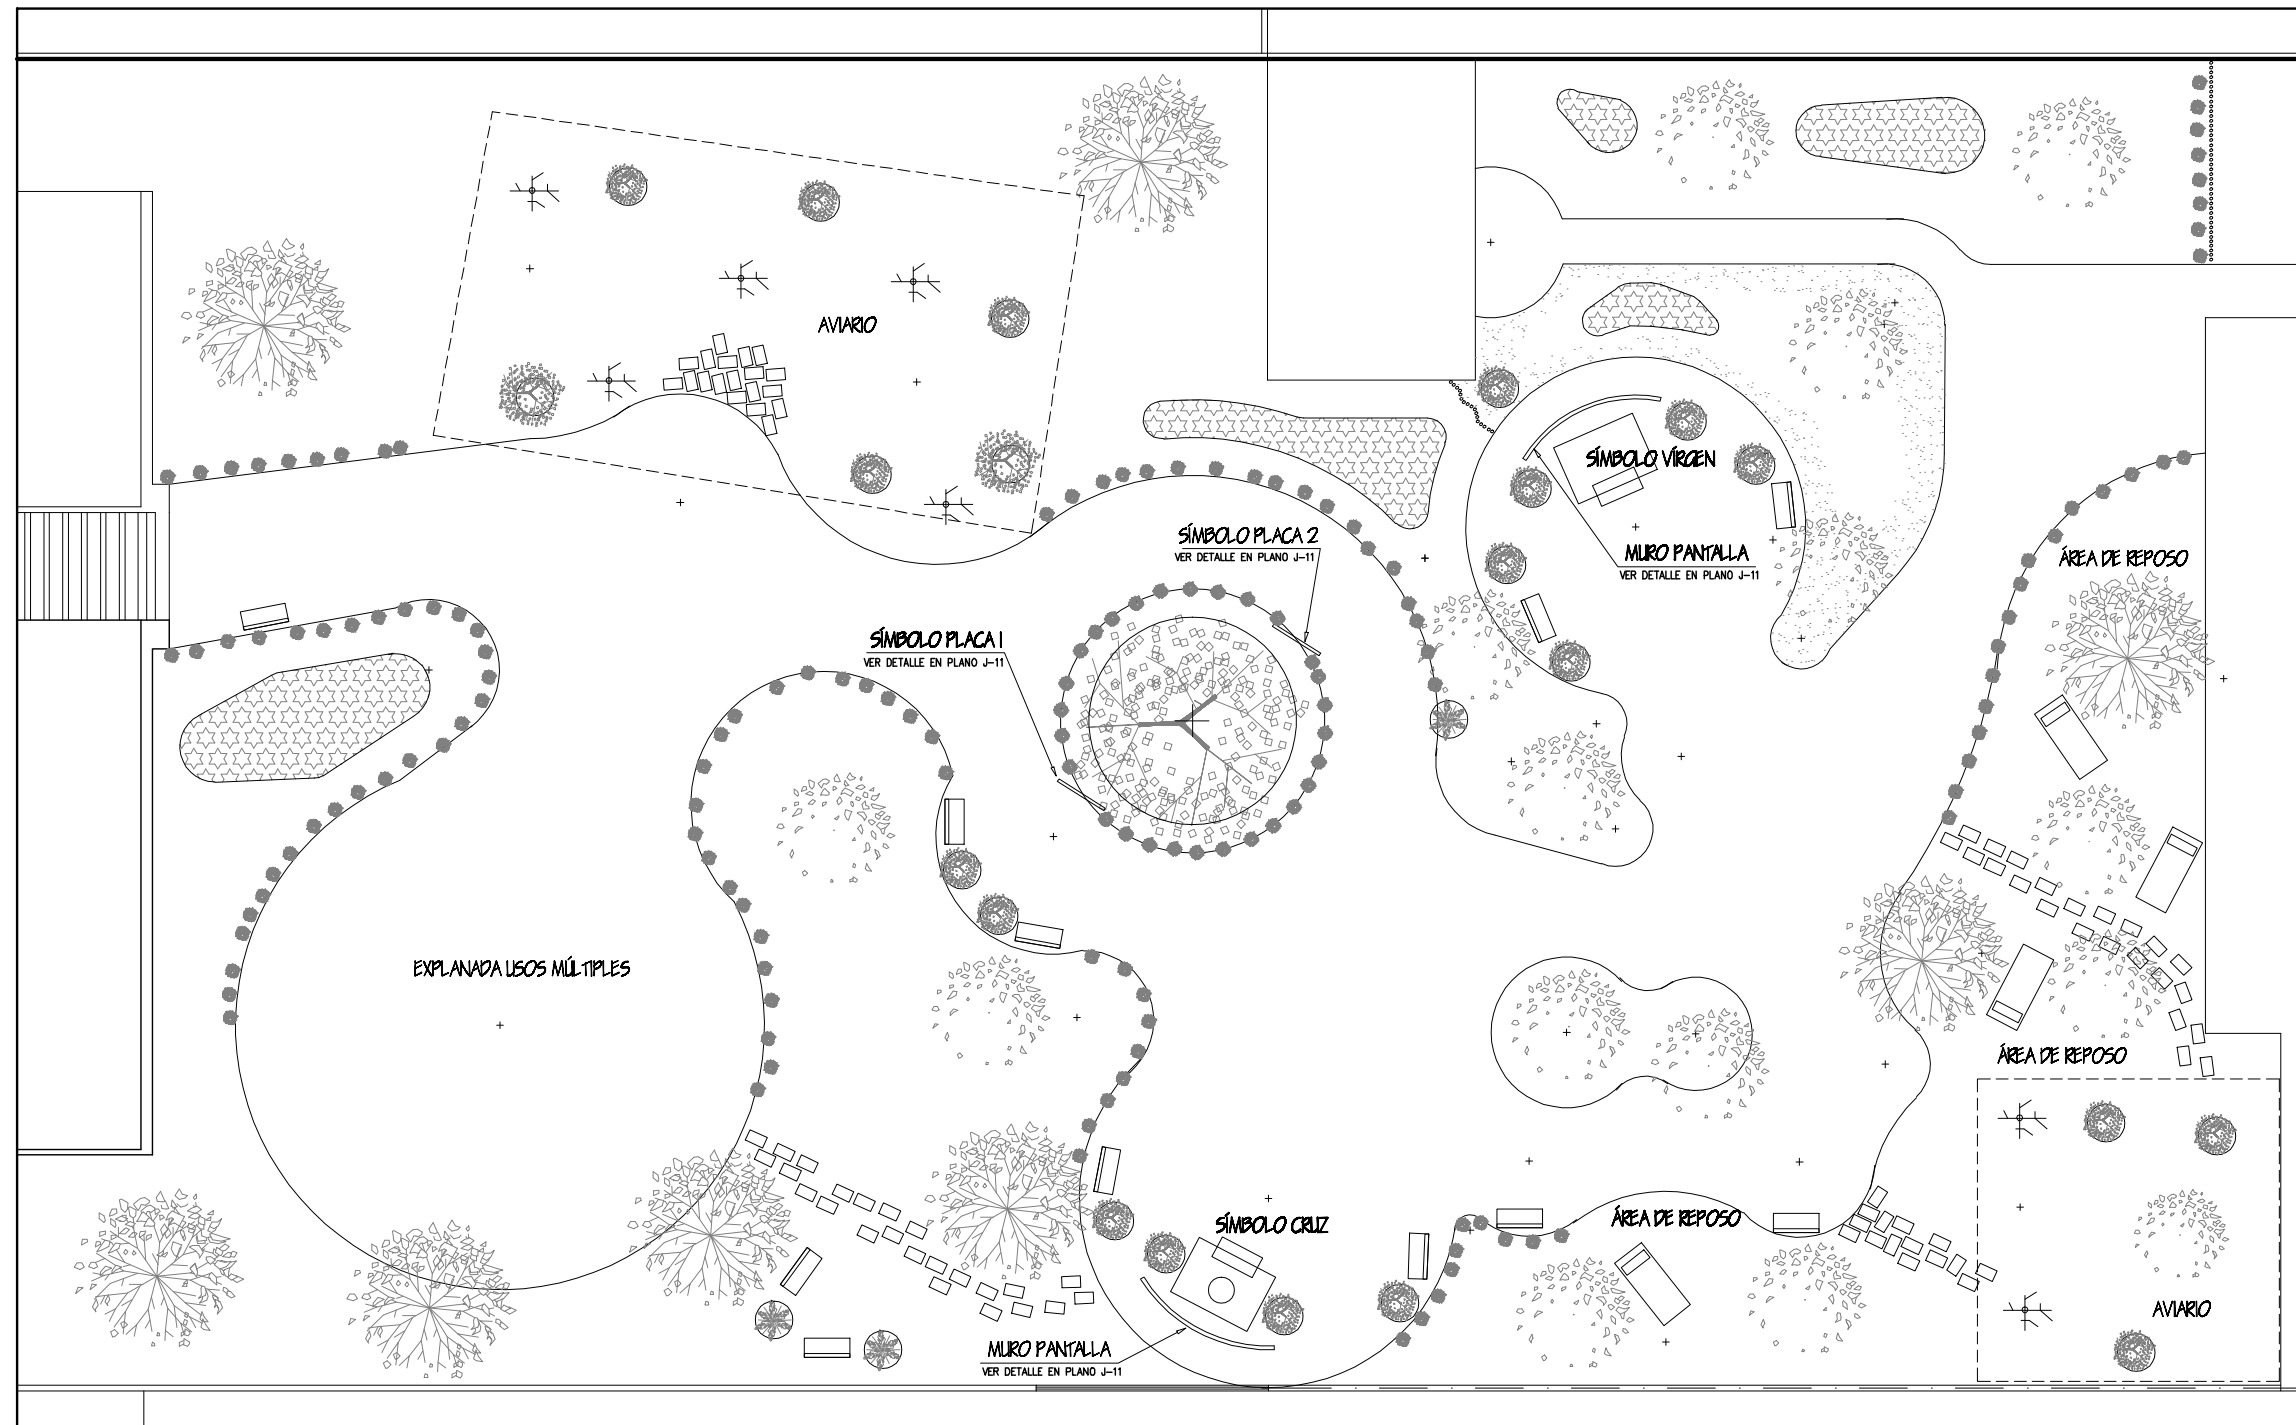 AVIARIO
SÍMBOLO VÍRGEN
SÍMBOLO PLACA 2
VER DETALLE EN PLANO J-11
MURO PANTALLA
VER DETALLE EN PLANO J-11
ÁREA DE REPOSO
SÍMBOLO PLACA 1
VER DETALLE EN PLANO J-11
EXPLANADA USOS MÚLTIPLES
ÁREA DE REPOSO
SÍMBOLO CRUZ
ÁREA DE REPOSO
AVIARIO
MURO PANTALLA
VER DETALLE EN PLANO J-11